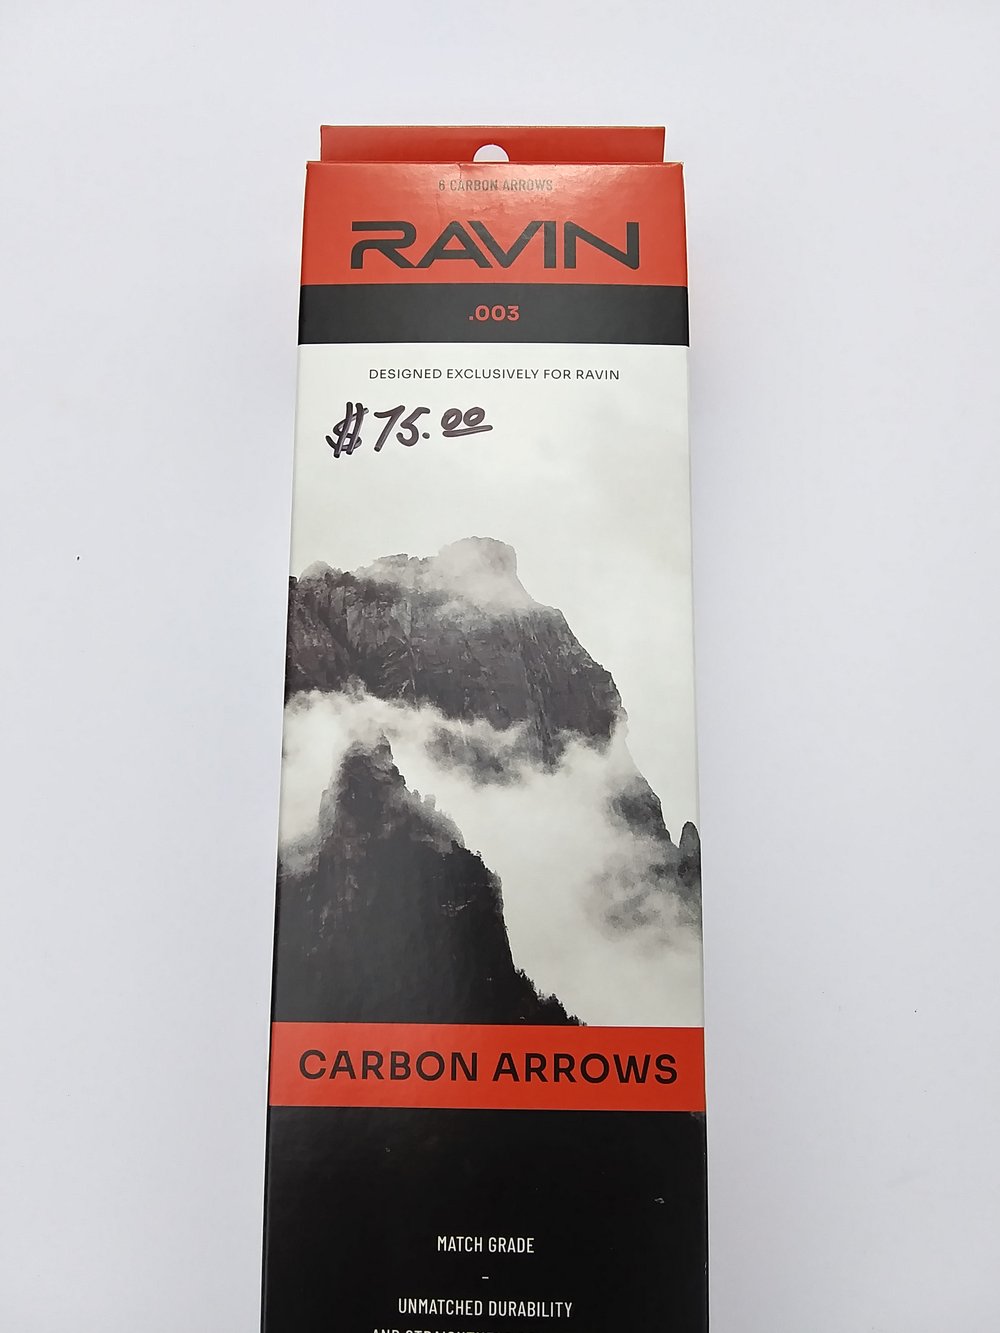 6 CARBON ARROWS
RAVIN
.003
DESIGNED EXCLUSIVELY FOR RAVIN
$75.00
CARBON ARROWS
MATCH GRADE
-
UNMATCHED DURABILITY